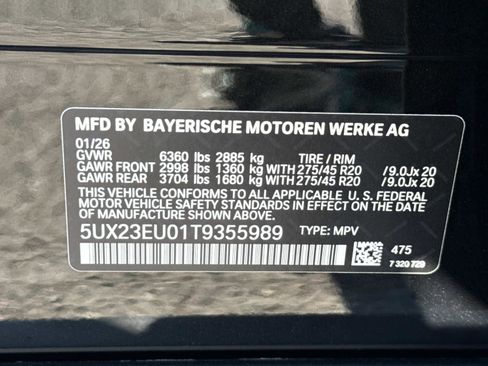 MFD BY BAYERISCHE MOTOREN WERKE AG
01/26
GVWR 6360 lbs 2885 kg TIRE / RIM
GAWR FRONT 2998 lbs 1360 kg WITH 275/45 R20 /9.0Jx 20
GAWR REAR 3704 lbs 1680 kg WITH 275/45 R20 /9.0Jx 20
THIS VEHICLE CONFORMS TO ALL APPLICABLE U. S. FEDERAL
MOTOR VEHICLE SAFETY STANDARDS IN EFFECT ON THE
DATE OF MANUFACTURE SHOWN ABOVE.
5UX23EU01T9355989 TYPE: MPV
475
7 320 729